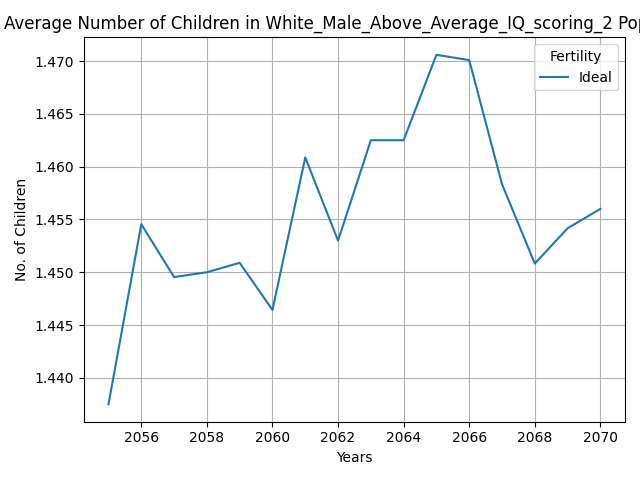 Average Number of Children in White_Male_Above_Average_IQ_scoring_2 Pop
Fertility
Ideal
1.470
1.465
1.460
1.455
1.450
1.445
1.440
No. of Children
2056 2058 2060 2062 2064 2066 2068 2070
Years